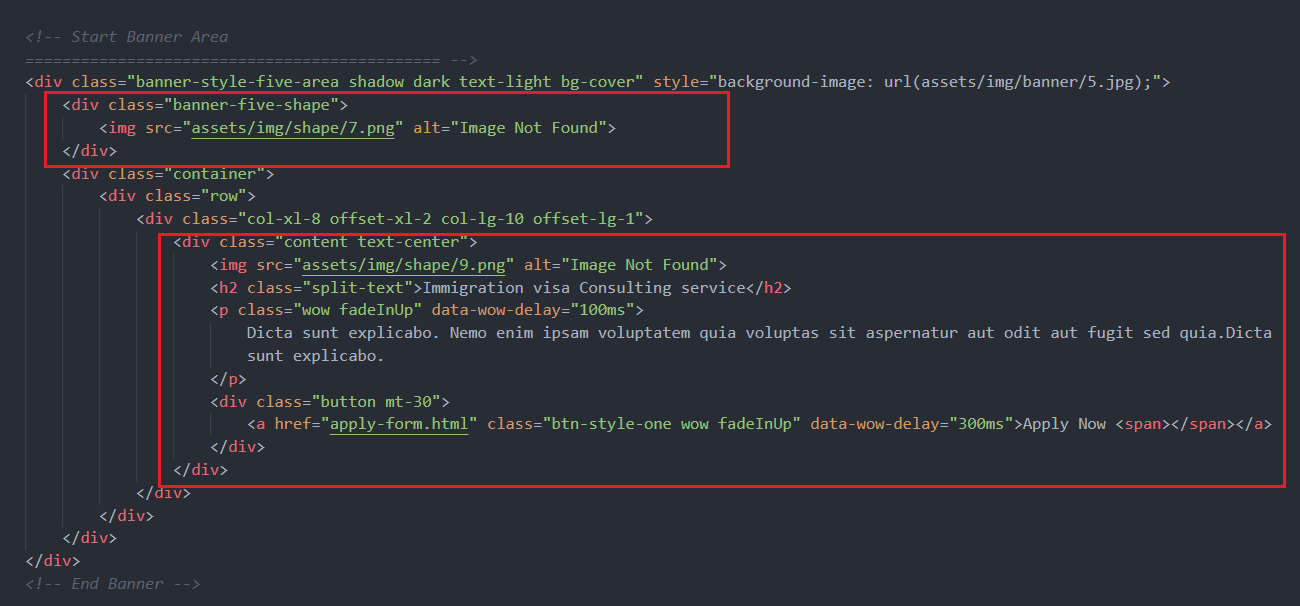 <!-- Start Banner Area
============================================= -->
<div class="banner-style-five-area shadow dark text-light bg-cover" style="background-image: url(assets/img/banner/5.jpg);">
<div class="banner-five-shape">
<img src="assets/img/shape/7.png" alt="Image Not Found">
</div>
<div class="container">
<div class="row">
<div class="col-xl-8 offset-xl-2 col-lg-10 offset-lg-1">
<div class="content text-center">
<img src="assets/img/shape/9.png" alt="Image Not Found">
<h2 class="split-text">Immigration visa Consulting service</h2>
<p class="wow fadeInUp" data-wow-delay="100ms">
Dicta sunt explicabo. Nemo enim ipsam voluptatem quia voluptas sit aspernatur aut odit aut fugit sed quia.Dicta
sunt explicabo.
</p>
<div class="button mt-30">
<a href="apply-form.html" class="btn-style-one wow fadeInUp" data-wow-delay="300ms">Apply Now <span></span></a>
</div>
</div>
</div>
</div>
</div>
</div>
<!-- End Banner -->